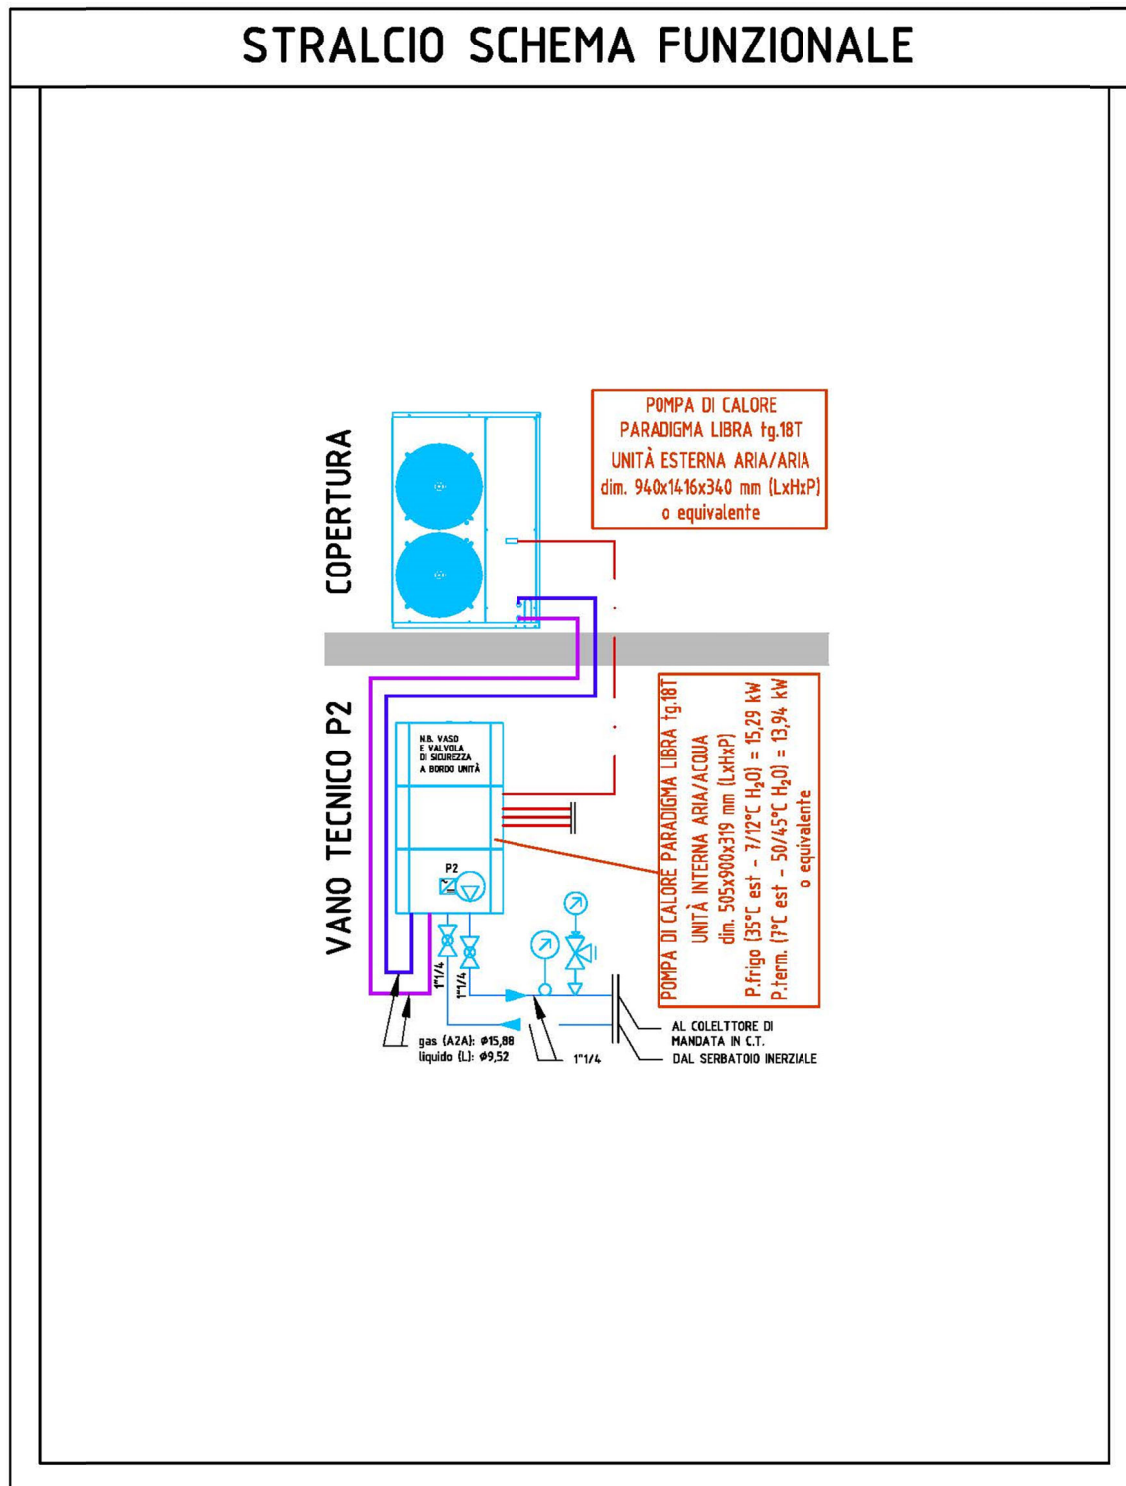 STRALCIO SCHEMA FUNZIONALE
COPERTURA
POMPA DI CALORE
PARADIGMA LIBRA tg.18T
UNITÀ ESTERNA ARIA/ARIA
dim. 940x1416x340 mm (LxHxP)
o equivalente
VANO TECNICO P2
N.B. VASO
E VALVOLA
DI SICUREZZA
A BORDO UNITÀ
P2
POMPA DI CALORE PARADIGMA LIBRA tg.18T
UNITÀ INTERNA ARIA/ACQUA
dim. 505x900x319 mm (LxHxP)
P.frigo (35°C est - 7/12°C H₂O) = 15,29 kW
P.term. (7°C est - 50/45°C H₂O) = 13,94 kW
o equivalente
1"1/4
1"1/4
gas (A2A): ø15,88
liquido (L): ø9,52
1"1/4
AL COLELTTORE DI
MANDATA IN C.T.
DAL SERBATOIO INERZIALE